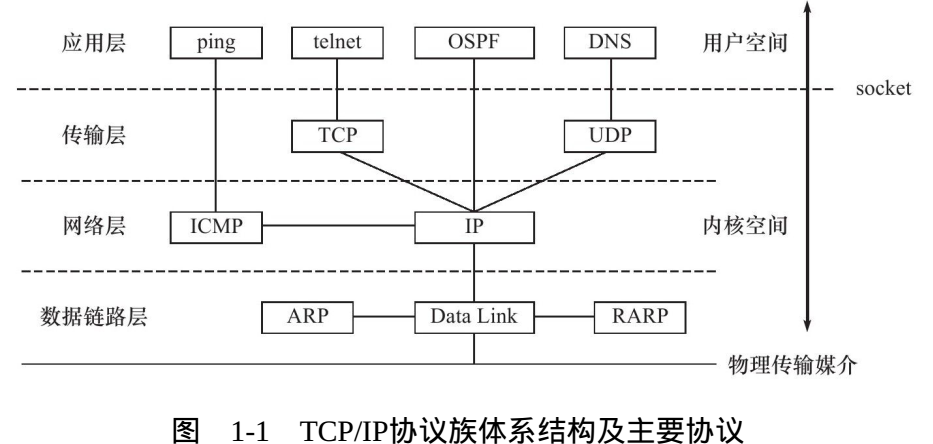 应用层 ping telnet OSPF DNS 用户空间
socket
传输层 TCP UDP
网络层 ICMP IP 内核空间
数据链路层 ARP Data Link RARP
物理传输媒介
图 1-1 TCP/IP协议族体系结构及主要协议